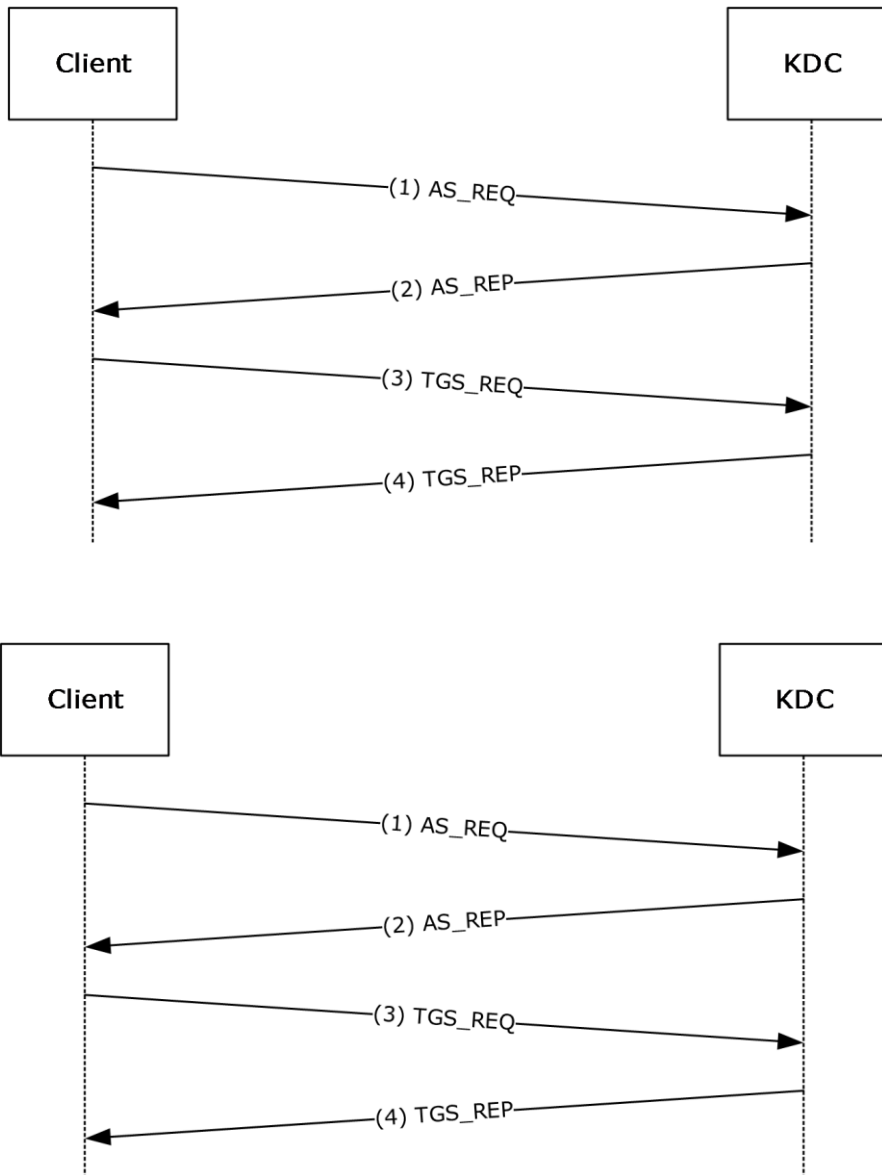 Client
KDC
(1) AS_REQ
(2) AS_REP
(3) TGS_REQ
(4) TGS_REP
Client
KDC
(1) AS_REQ
(2) AS_REP
(3) TGS_REQ
(4) TGS_REP